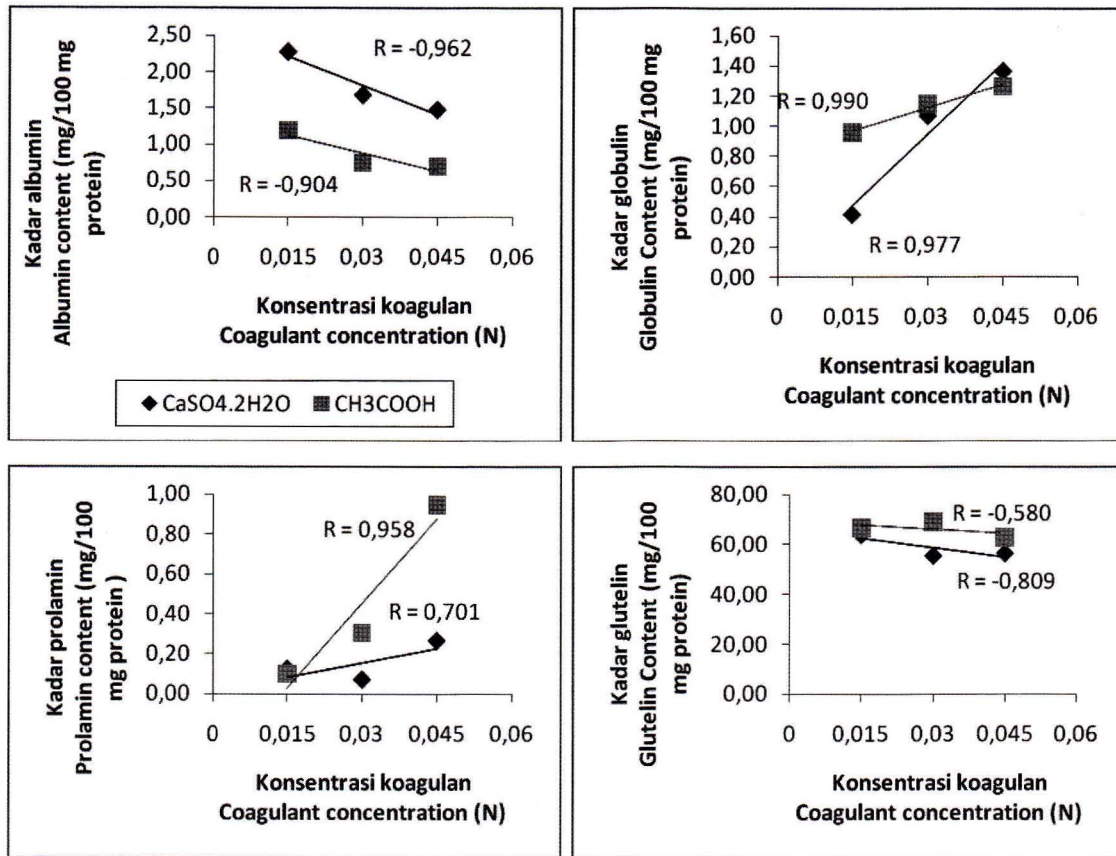 Kadar albumin
Albumin content (mg/100 mg
protein)
2,50
2,00
1,50
1,00
0,50
0,00
R = -0,962
R = -0,904
0 0,015 0,03 0,045 0,06
Konsentrasi koagulan
Coagulant concentration (N)
CaSO4.2H2O CH3COOH
Kadar globulin
Globulin Content (mg/100 mg
protein)
1,60
1,40
1,20
1,00
0,80
0,60
0,40
0,20
0,00
R = 0,990
R = 0,977
0 0,015 0,03 0,045 0,06
Konsentrasi koagulan
Coagulant concentration (N)
Kadar prolamin
Prolamin content (mg/100
mg protein )
1,00
0,80
0,60
0,40
0,20
0,00
R = 0,958
R = 0,701
0 0,015 0,03 0,045 0,06
Konsentrasi koagulan
Coagulant concentration (N)
Kadar glutelin
Glutelin Content (mg/100
mg protein)
80,00
60,00
40,00
20,00
0,00
R = -0,580
R = -0,809
0 0,015 0,03 0,045 0,06
Konsentrasi koagulan
Coagulant concentration (N)